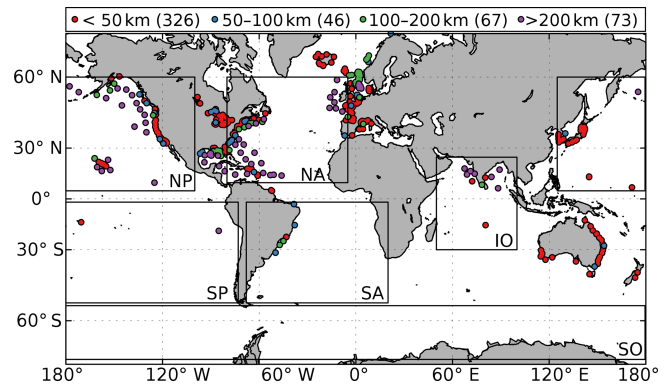 < 50 km (326) 50–100 km (46) 100–200 km (67) >200 km (73)
60° N
30° N
NP NA
0°
IO
30° S
SP SA
60° S
SO
180° 120° W 60° W 0° 60° E 120° E 180°